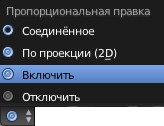 Пропорциональная правка
Соединённое
По проекции (2D)
Включить
Отключить